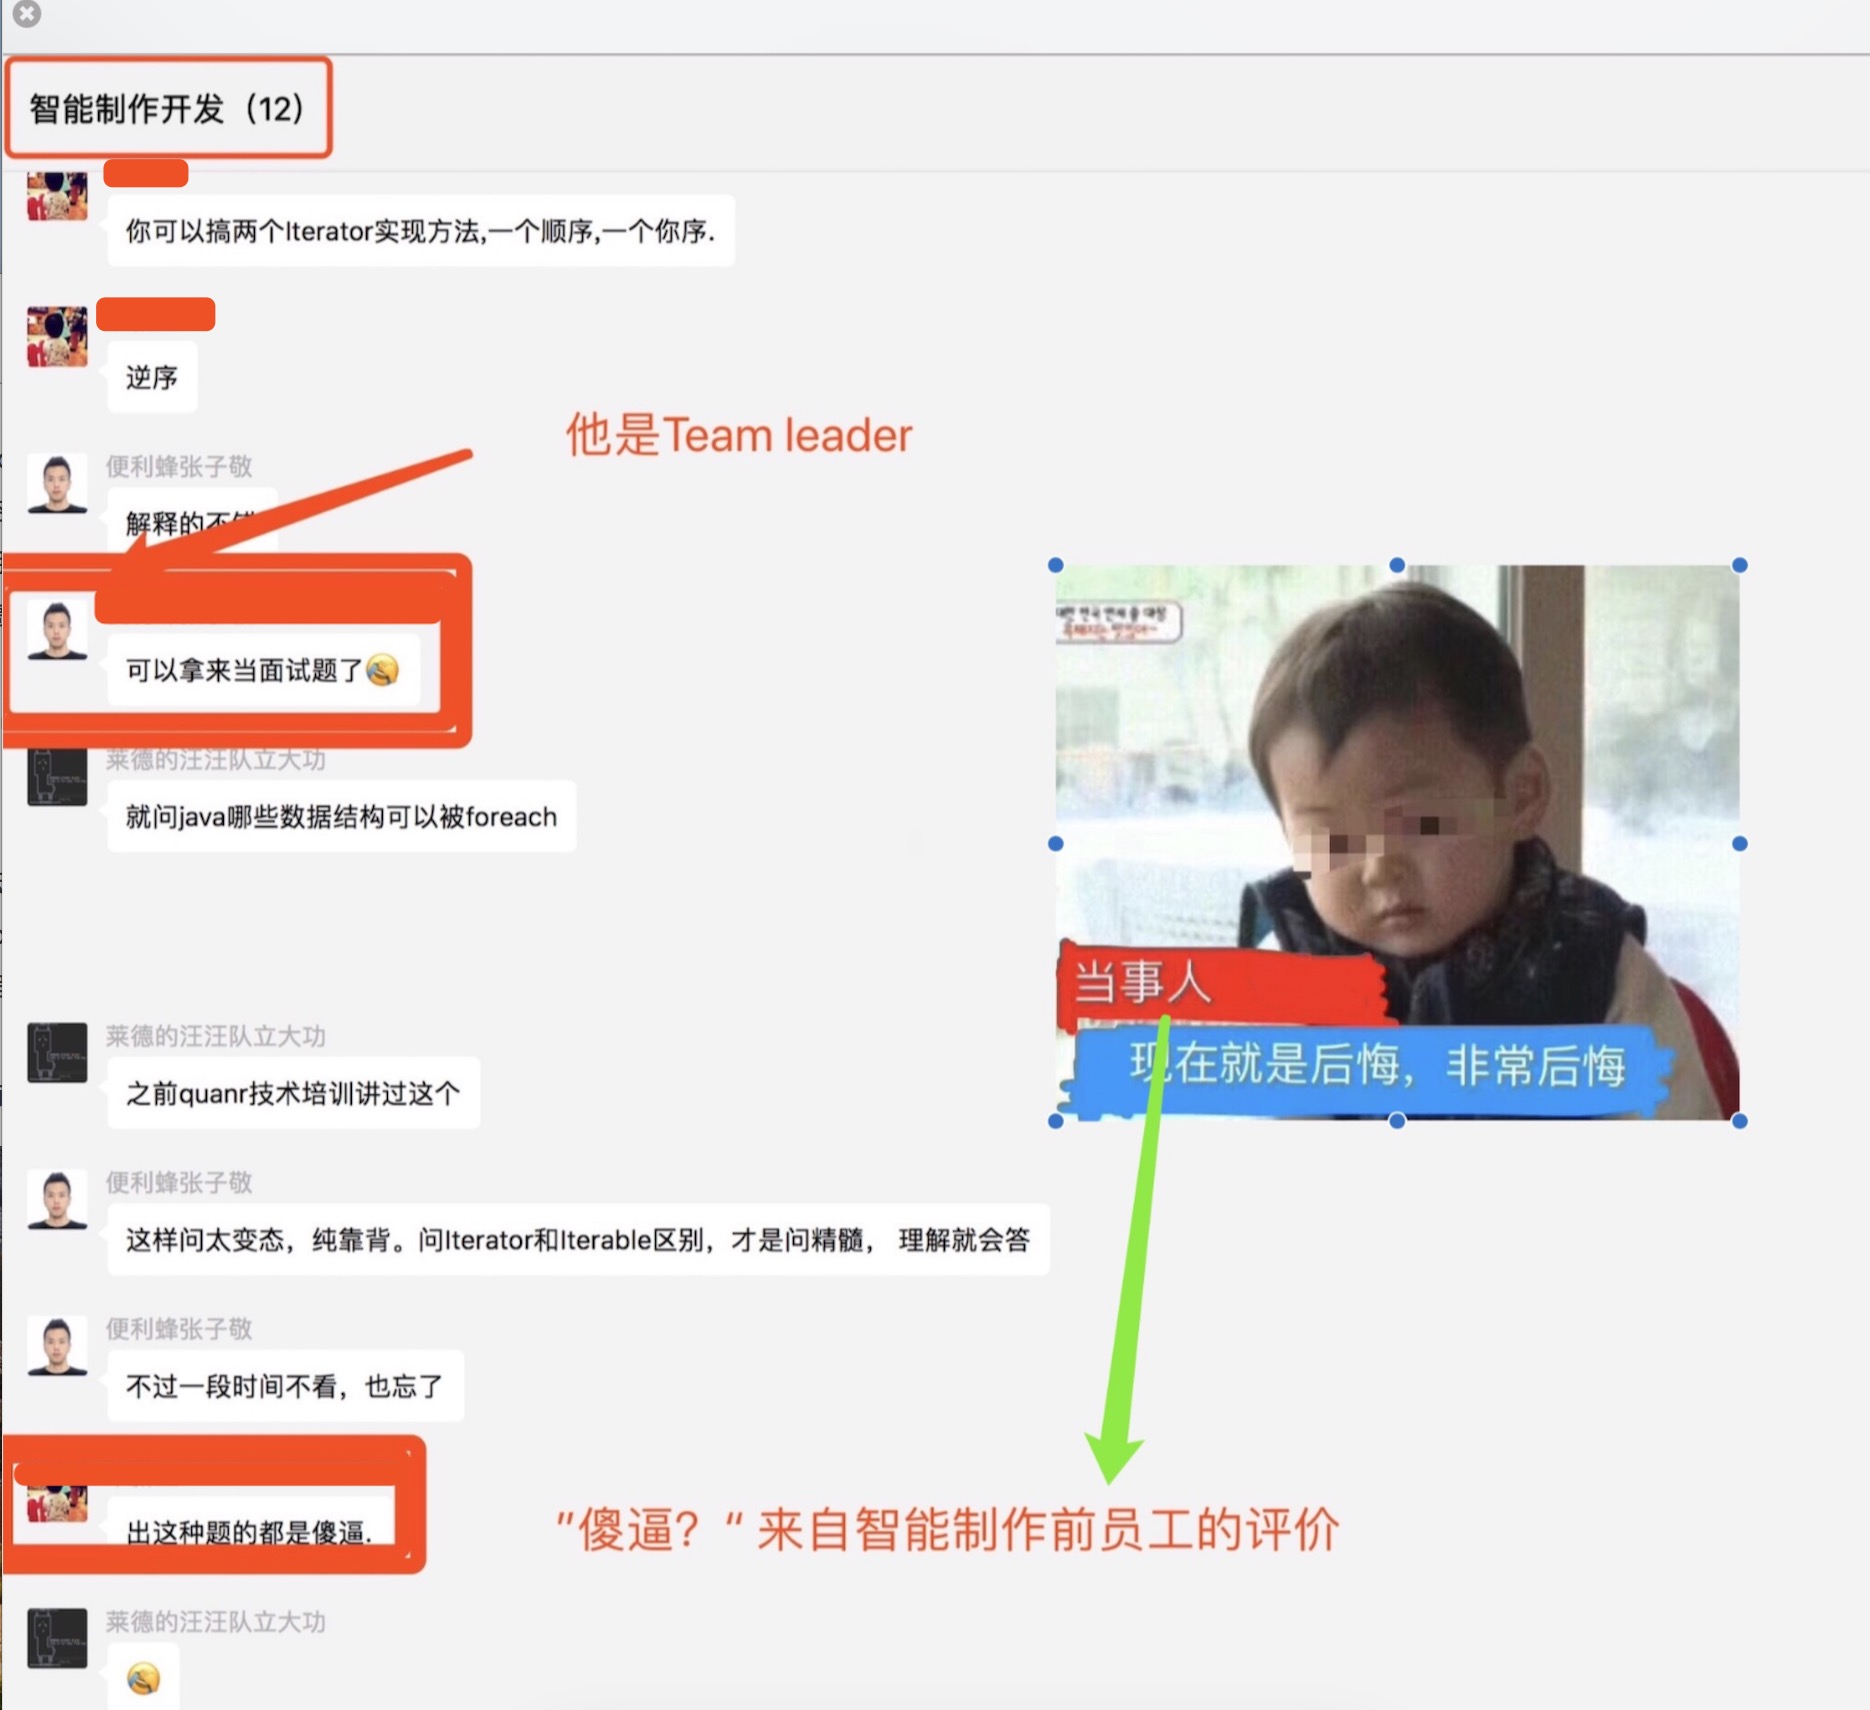 智能制作开发（12）
你可以搞两个Iterator实现方法,一个顺序,一个你序.
逆序
他是Team leader
便利蜂张子敬
解释的不错
可以拿来当面试题了
莱德的汪汪队立大功
就问java哪些数据结构可以被foreach
当事人
莱德的汪汪队立大功
现在就是后悔，非常后悔
之前quanr技术培训讲过这个
便利蜂张子敬
这样问太变态，纯靠背。问Iterator和Iterable区别，才是问精髓， 理解就会答
便利蜂张子敬
不过一段时间不看，也忘了
出这种题的都是傻逼.
"傻逼？“ 来自智能制作前员工的评价
莱德的汪汪队立大功